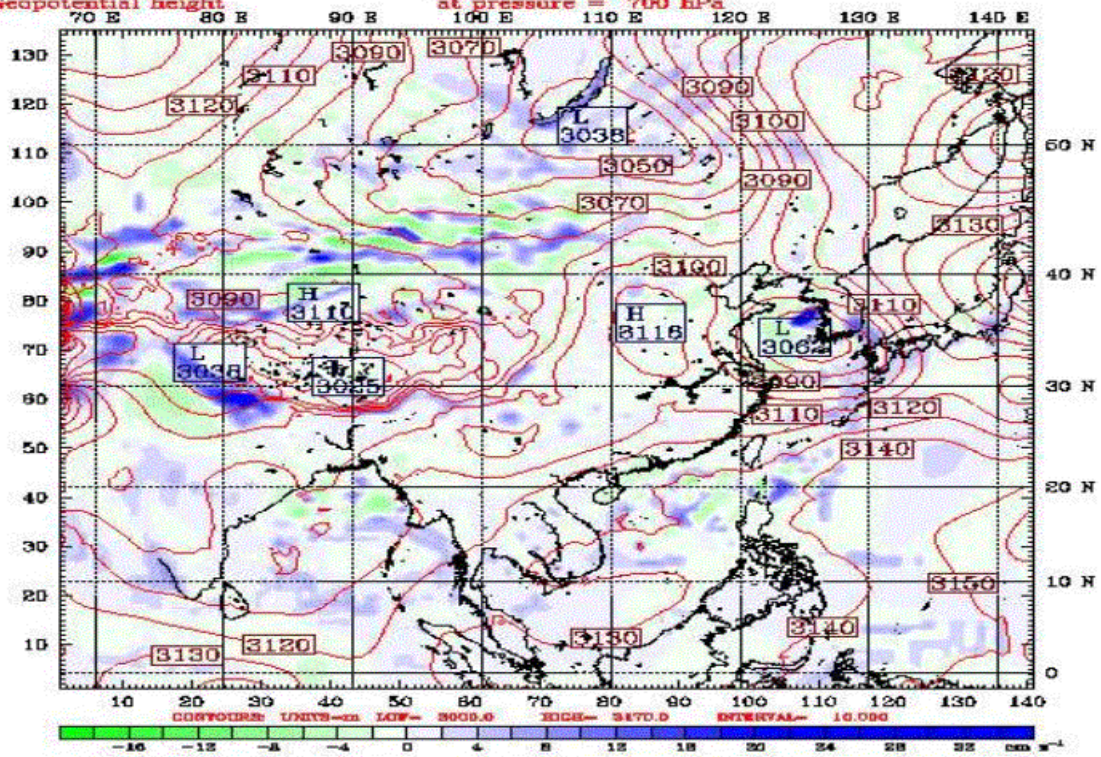 Geopotential height at pressure = 700 hPa
70 E 80 E 90 E 100 E 110 E 120 E 130 E 140 E
130
3090
3070
3110
3120
3090
3120
120
3100
L
3038
110
60 N
3050
3090
100
3070
3130
90
3100
40 N
80
3090
H
3110
H
3116
3110
L
70
L
3038
3025
60
3090
30 N
3110
3120
50
3140
40
20 N
30
10 N
3150
20
10
3130
3120
3130
3140
0
10 20 30 40 50 60 70 80 90 100 110 120 130 140
CONTOURS: UNITS=m LOW= 3000.0 HIGH= 3170.0 INTERVAL= 10.000
-16 -12 -8 -4 0 4 8 12 16 20 24 28 32 cm s⁻¹